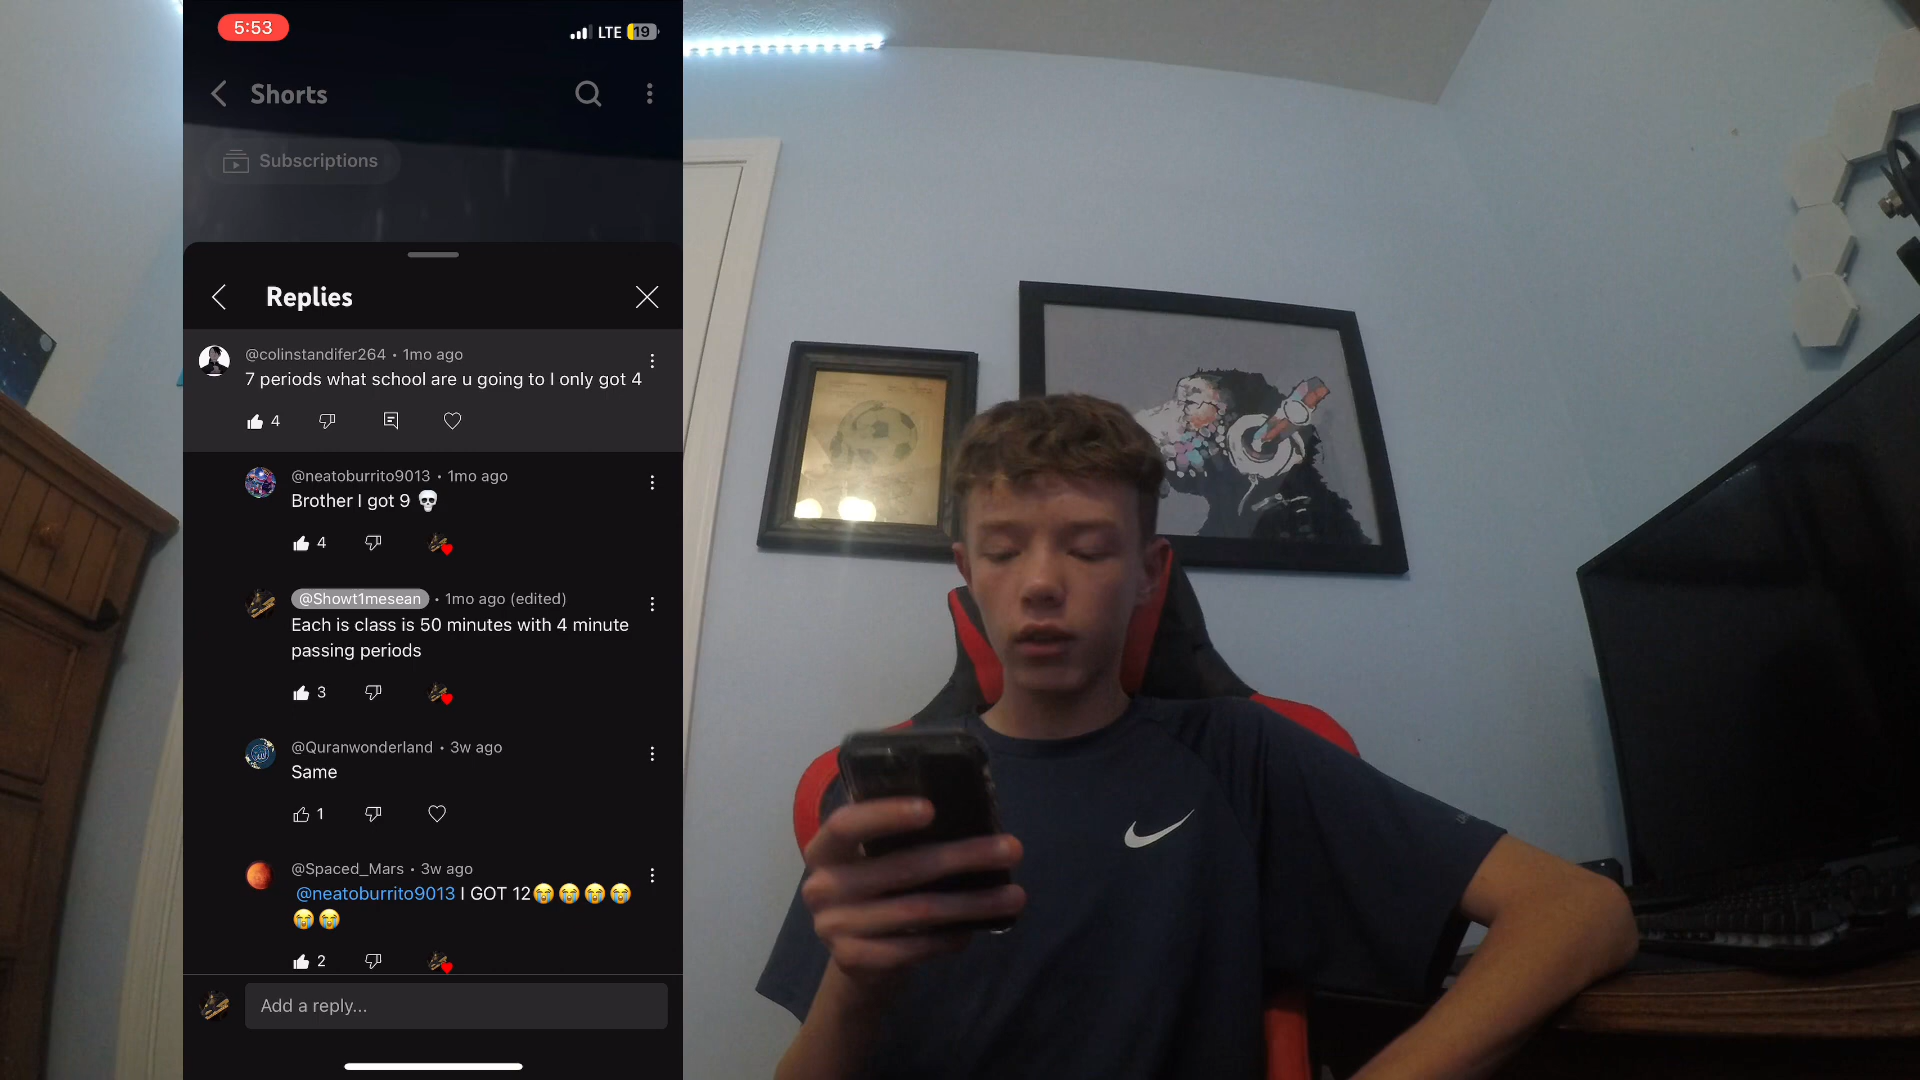 5:53
LTE 19
Shorts
Subscriptions
Replies
@colinstandifer264 • 1mo ago
7 periods what school are u going to I only got 4
4
@neatoburrito9013 • 1mo ago
Brother I got 9 💀
4
@Showt1mesean • 1mo ago (edited)
Each is class is 50 minutes with 4 minute
passing periods
3
@Quranwonderland • 3w ago
Same
1
@Spaced_Mars • 3w ago
@neatoburrito9013 I GOT 12😭😭😭😭
😭😭
2
Add a reply...